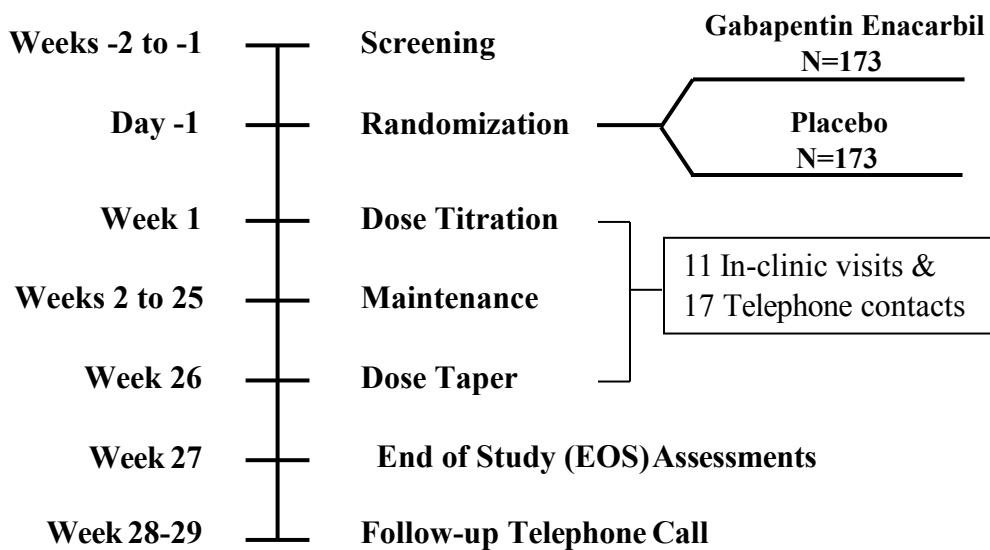 Weeks -2 to -1 Screening
Gabapentin Enacarbil
N=173
Day -1 Randomization
Placebo
N=173
Week 1 Dose Titration
11 In-clinic visits &
17 Telephone contacts
Weeks 2 to 25 Maintenance
Week 26 Dose Taper
Week 27 End of Study (EOS) Assessments
Week 28-29 Follow-up Telephone Call